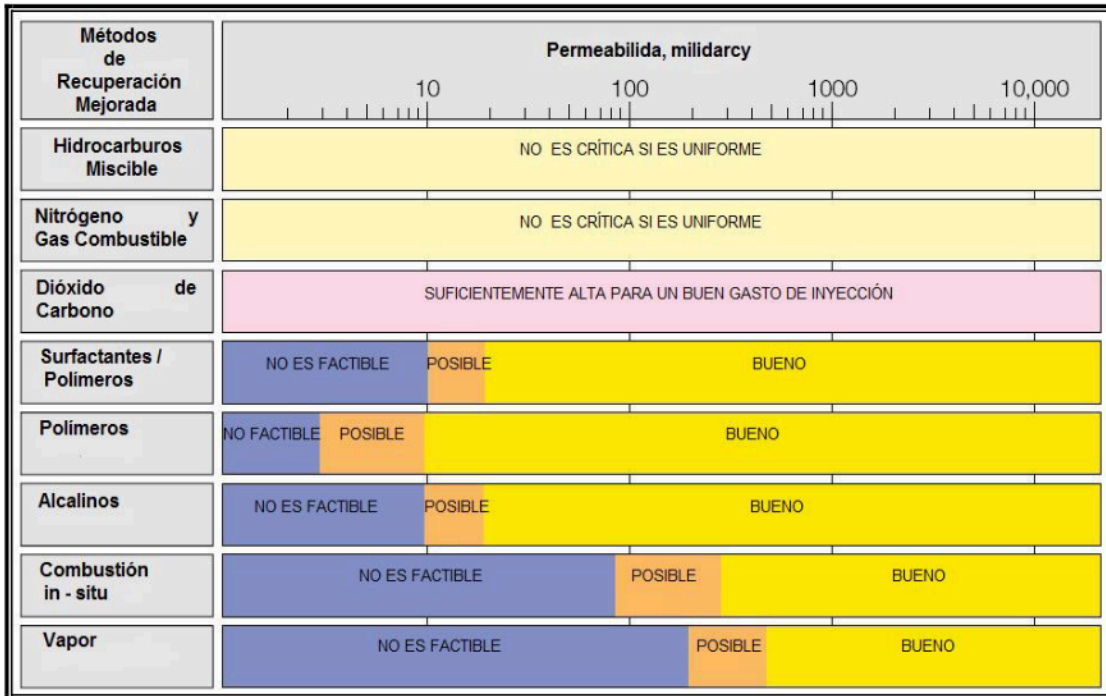 Métodos
de
Recuperación
Mejorada
Permeabilida, milidarcy
10 100 1000 10,000
Hidrocarburos
Miscible
NO ES CRÍTICA SI ES UNIFORME
Nitrógeno y
Gas Combustible
NO ES CRÍTICA SI ES UNIFORME
Dióxido de
Carbono
SUFICIENTEMENTE ALTA PARA UN BUEN GASTO DE INYECCIÓN
Surfactantes /
Polímeros
NO ES FACTIBLE POSIBLE BUENO
Polímeros
NO FACTIBLE POSIBLE BUENO
Alcalinos
NO ES FACTIBLE POSIBLE BUENO
Combustión
in - situ
NO ES FACTIBLE POSIBLE BUENO
Vapor
NO ES FACTIBLE POSIBLE BUENO